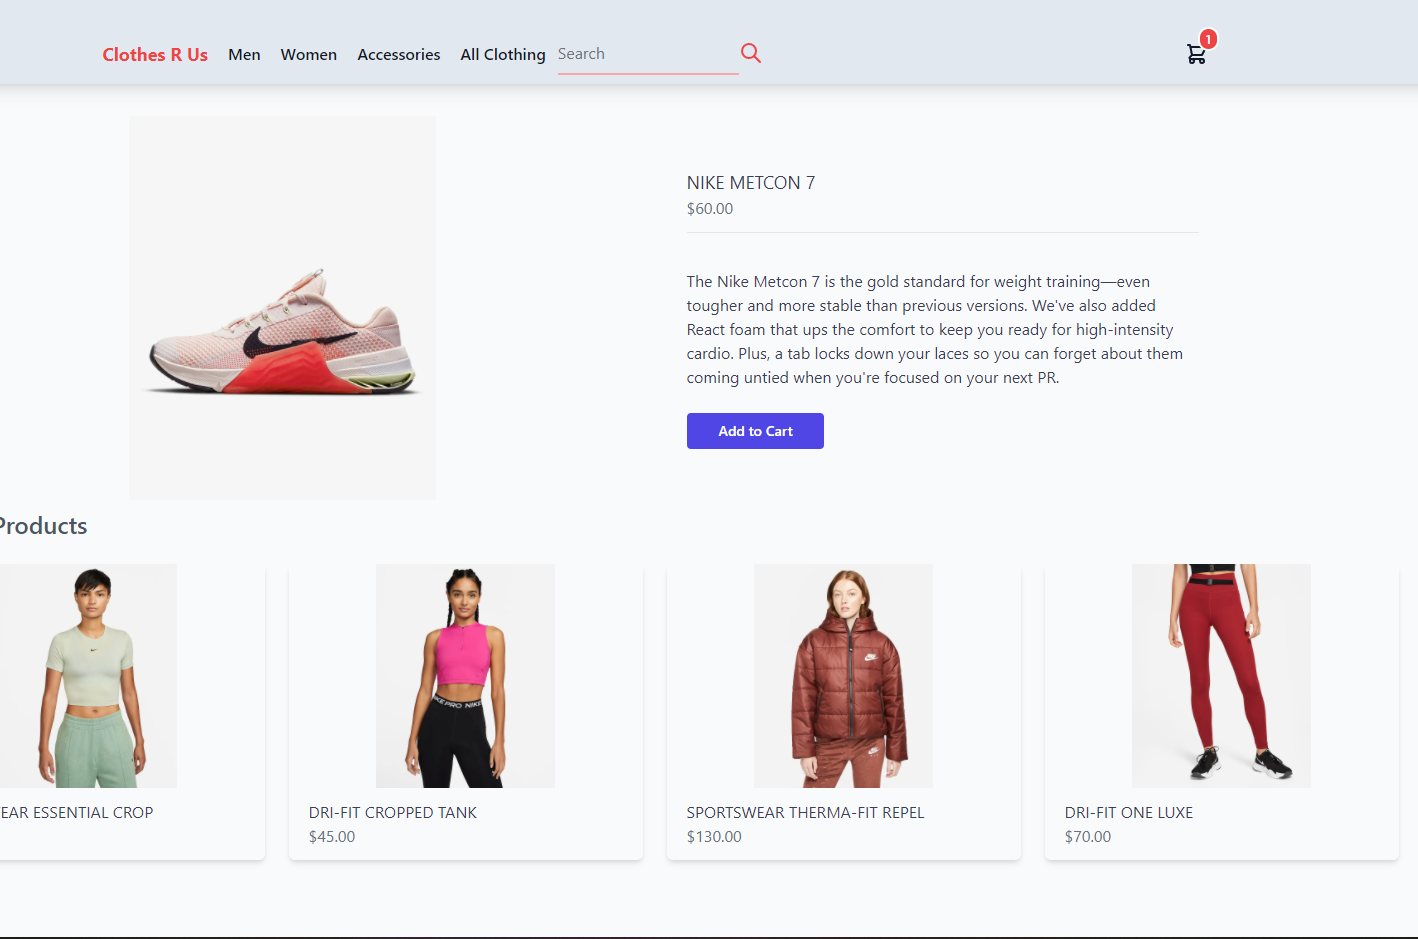 Clothes R Us Men Women Accessories All Clothing Search 1
NIKE METCON 7
$60.00
The Nike Metcon 7 is the gold standard for weight training—even
tougher and more stable than previous versions. We've also added
React foam that ups the comfort to keep you ready for high-intensity
cardio. Plus, a tab locks down your laces so you can forget about them
coming untied when you're focused on your next PR.
Add to Cart
Products
EAR ESSENTIAL CROP
DRI-FIT CROPPED TANK
$45.00
SPORTSWEAR THERMA-FIT REPEL
$130.00
DRI-FIT ONE LUXE
$70.00